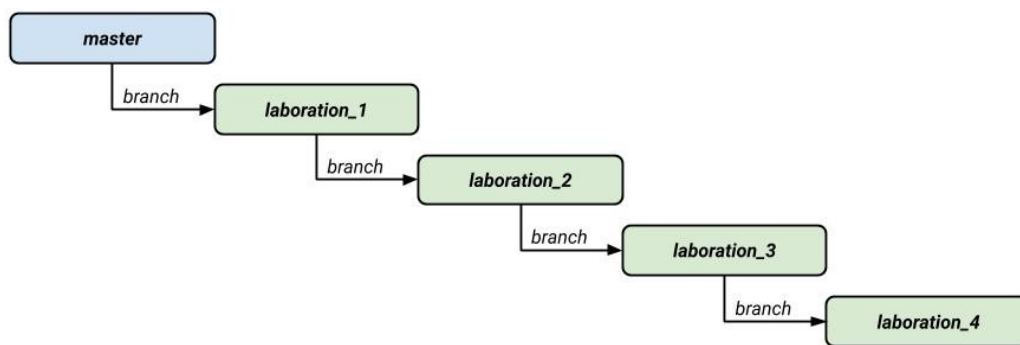 master
branch
laboration_1
branch
laboration_2
branch
laboration_3
branch
laboration_4